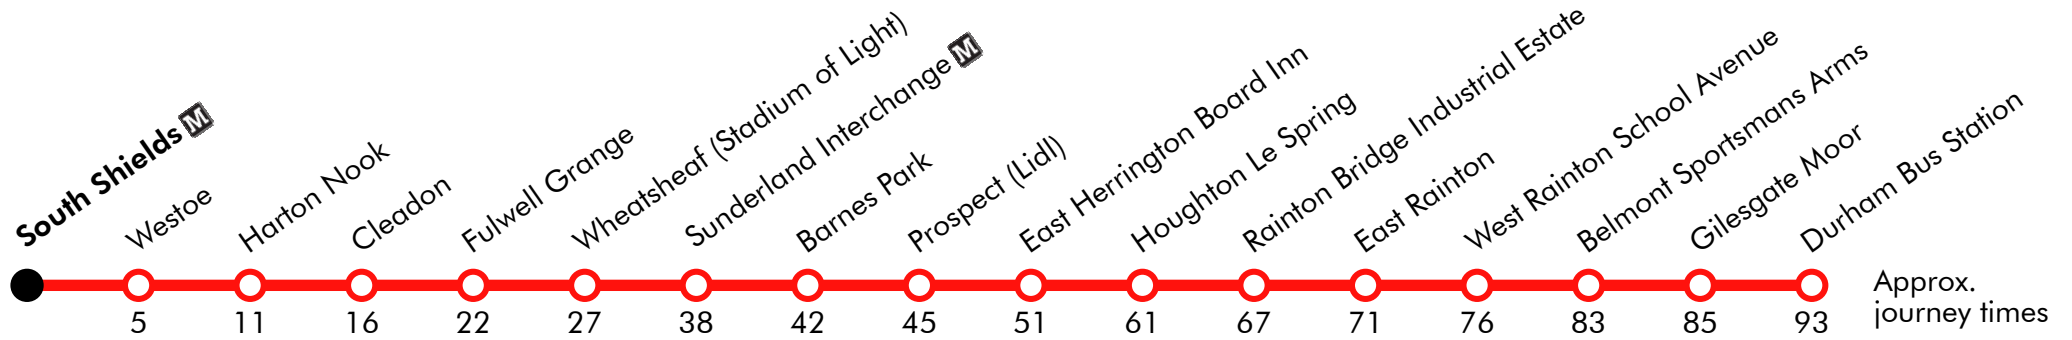 South Shields M
Westoe
Harton Nook
Cleadon
Fulwell Grange
Wheatsheaf (Stadium of Light)
Sunderland Interchange M
Barnes Park
Prospect (Lidl)
East Herrington Board Inn
Houghton Le Spring
Rainton Bridge Industrial Estate
East Rainton
West Rainton School Avenue
Belmont Sportsmans Arms
Gilesgate Moor
Durham Bus Station
5 11 16 22 27 38 42 45 51 61 67 71 76 83 85 93
Approx.
journey times